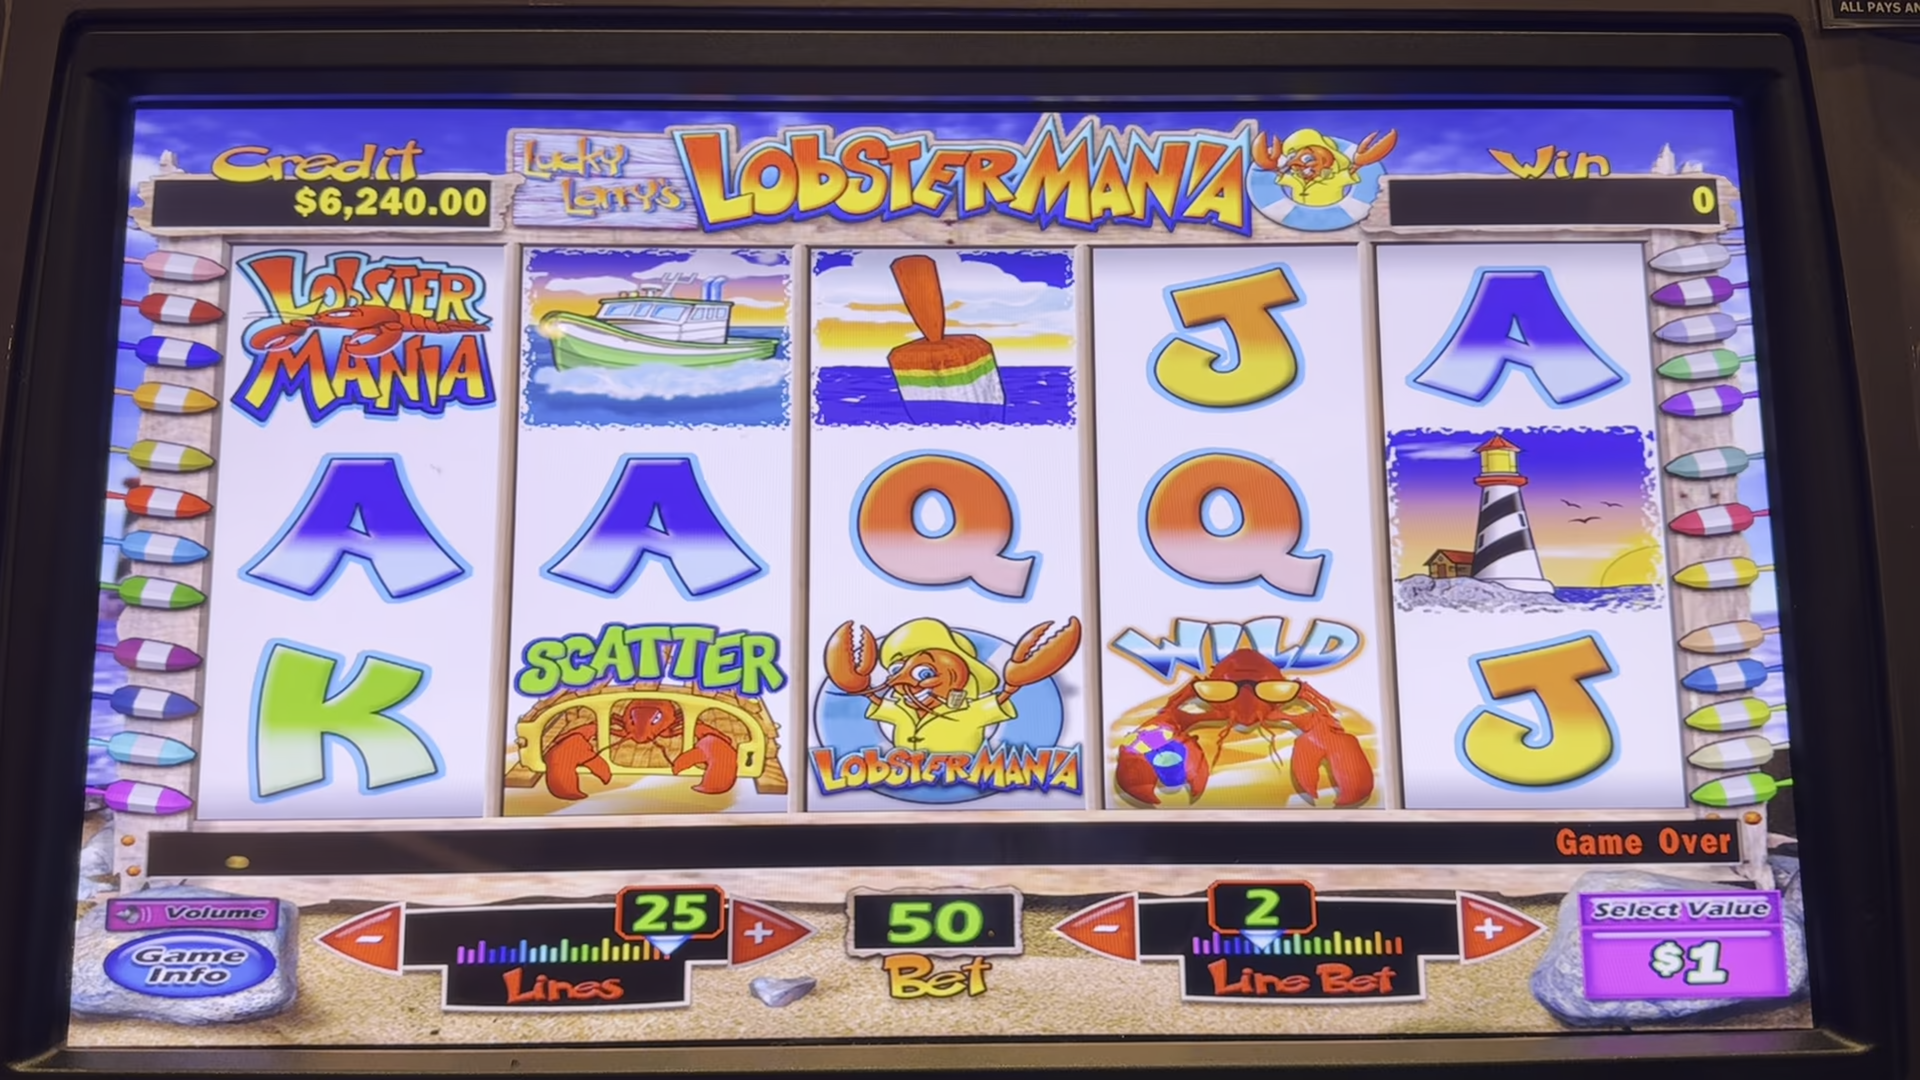 ALL PAYS AN
Credit
$6,240.00
Lucky
Larry's
LOBSTERMANIA
Win
0
LOBSTER
MANIA
J
A
A
A
Q
Q
K
SCATTER
LOBSTERMANIA
WILD
J
Game Over
Volume
Game
Info
-
25
+
Lines
50
Bet
-
2
+
Line Bet
Select Value
$1